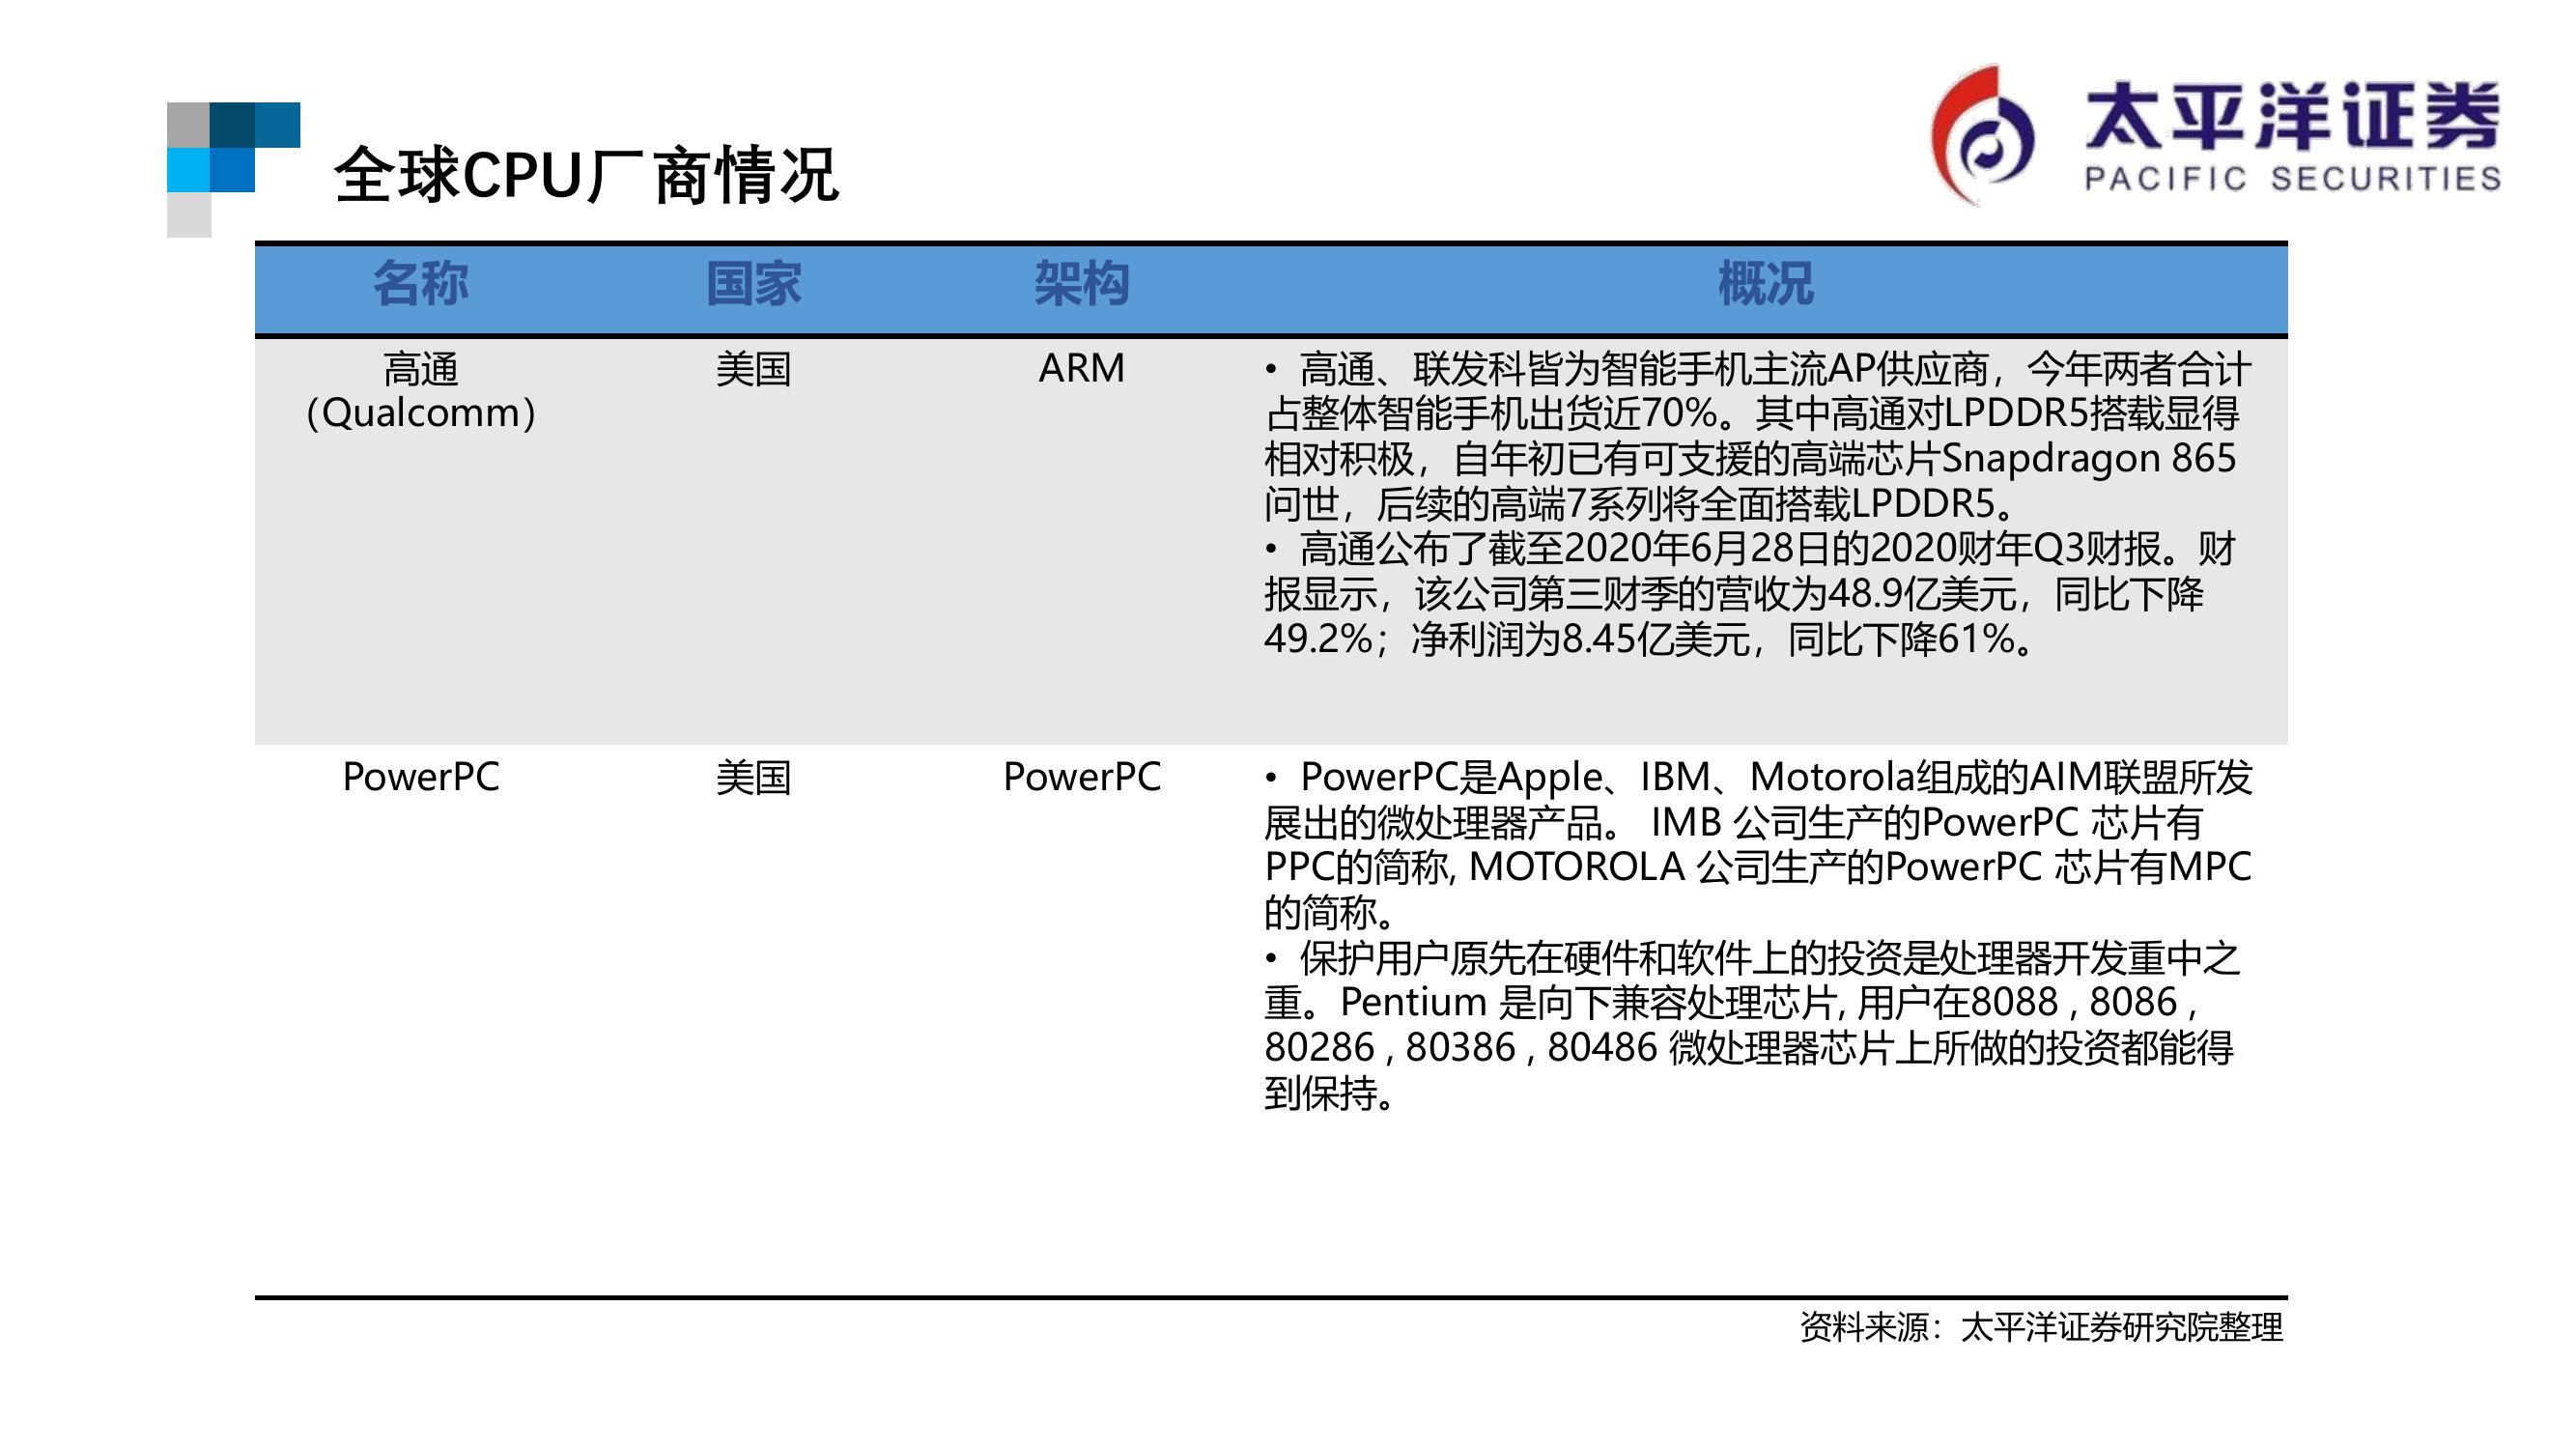 太平洋证券
PACIFIC SECURITIES
全球CPU厂商情况
名称 国家 架构 概况
高通
（Qualcomm）
美国
ARM
• 高通、联发科皆为智能手机主流AP供应商，今年两者合计
占整体智能手机出货近70%。其中高通对LPDDR5搭载显得
相对积极，自年初已有可支援的高端芯片Snapdragon 865
问世，后续的高端7系列将全面搭载LPDDR5。
• 高通公布了截至2020年6月28日的2020财年Q3财报。财
报显示，该公司第三财季的营收为48.9亿美元，同比下降
49.2%；净利润为8.45亿美元，同比下降61%。
PowerPC
美国
PowerPC
• PowerPC是Apple、IBM、Motorola组成的AIM联盟所发
展出的微处理器产品。 IMB 公司生产的PowerPC 芯片有
PPC的简称, MOTOROLA 公司生产的PowerPC 芯片有MPC
的简称。
• 保护用户原先在硬件和软件上的投资是处理器开发重中之
重。Pentium 是向下兼容处理芯片, 用户在8088 , 8086 ,
80286 , 80386 , 80486 微处理器芯片上所做的投资都能得
到保持。
资料来源：太平洋证券研究院整理